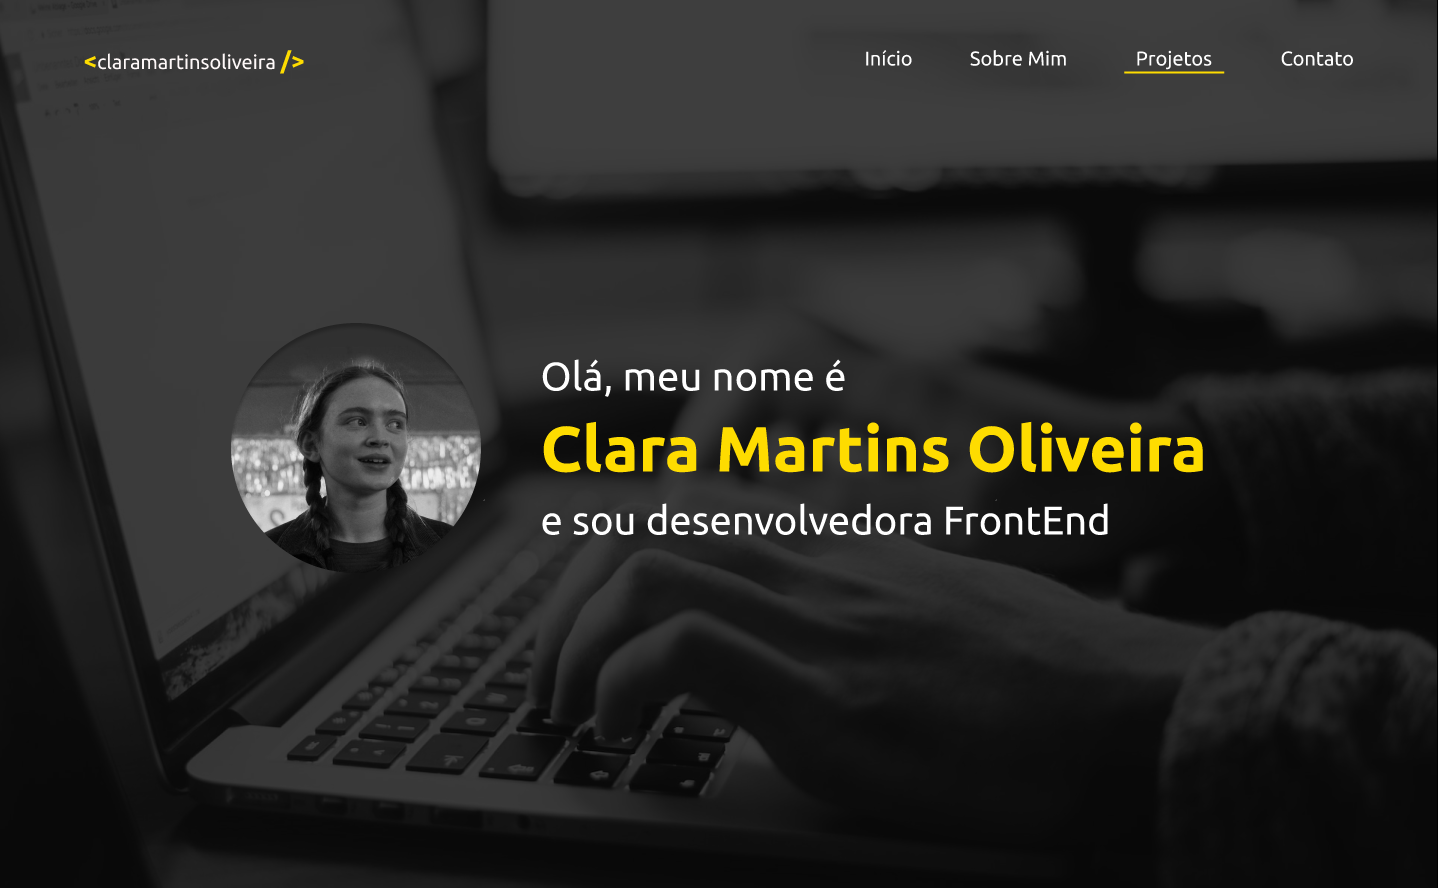 <claramartinsoliveira />
Início Sobre Mim Projetos Contato
Olá, meu nome é
Clara Martins Oliveira
e sou desenvolvedora FrontEnd